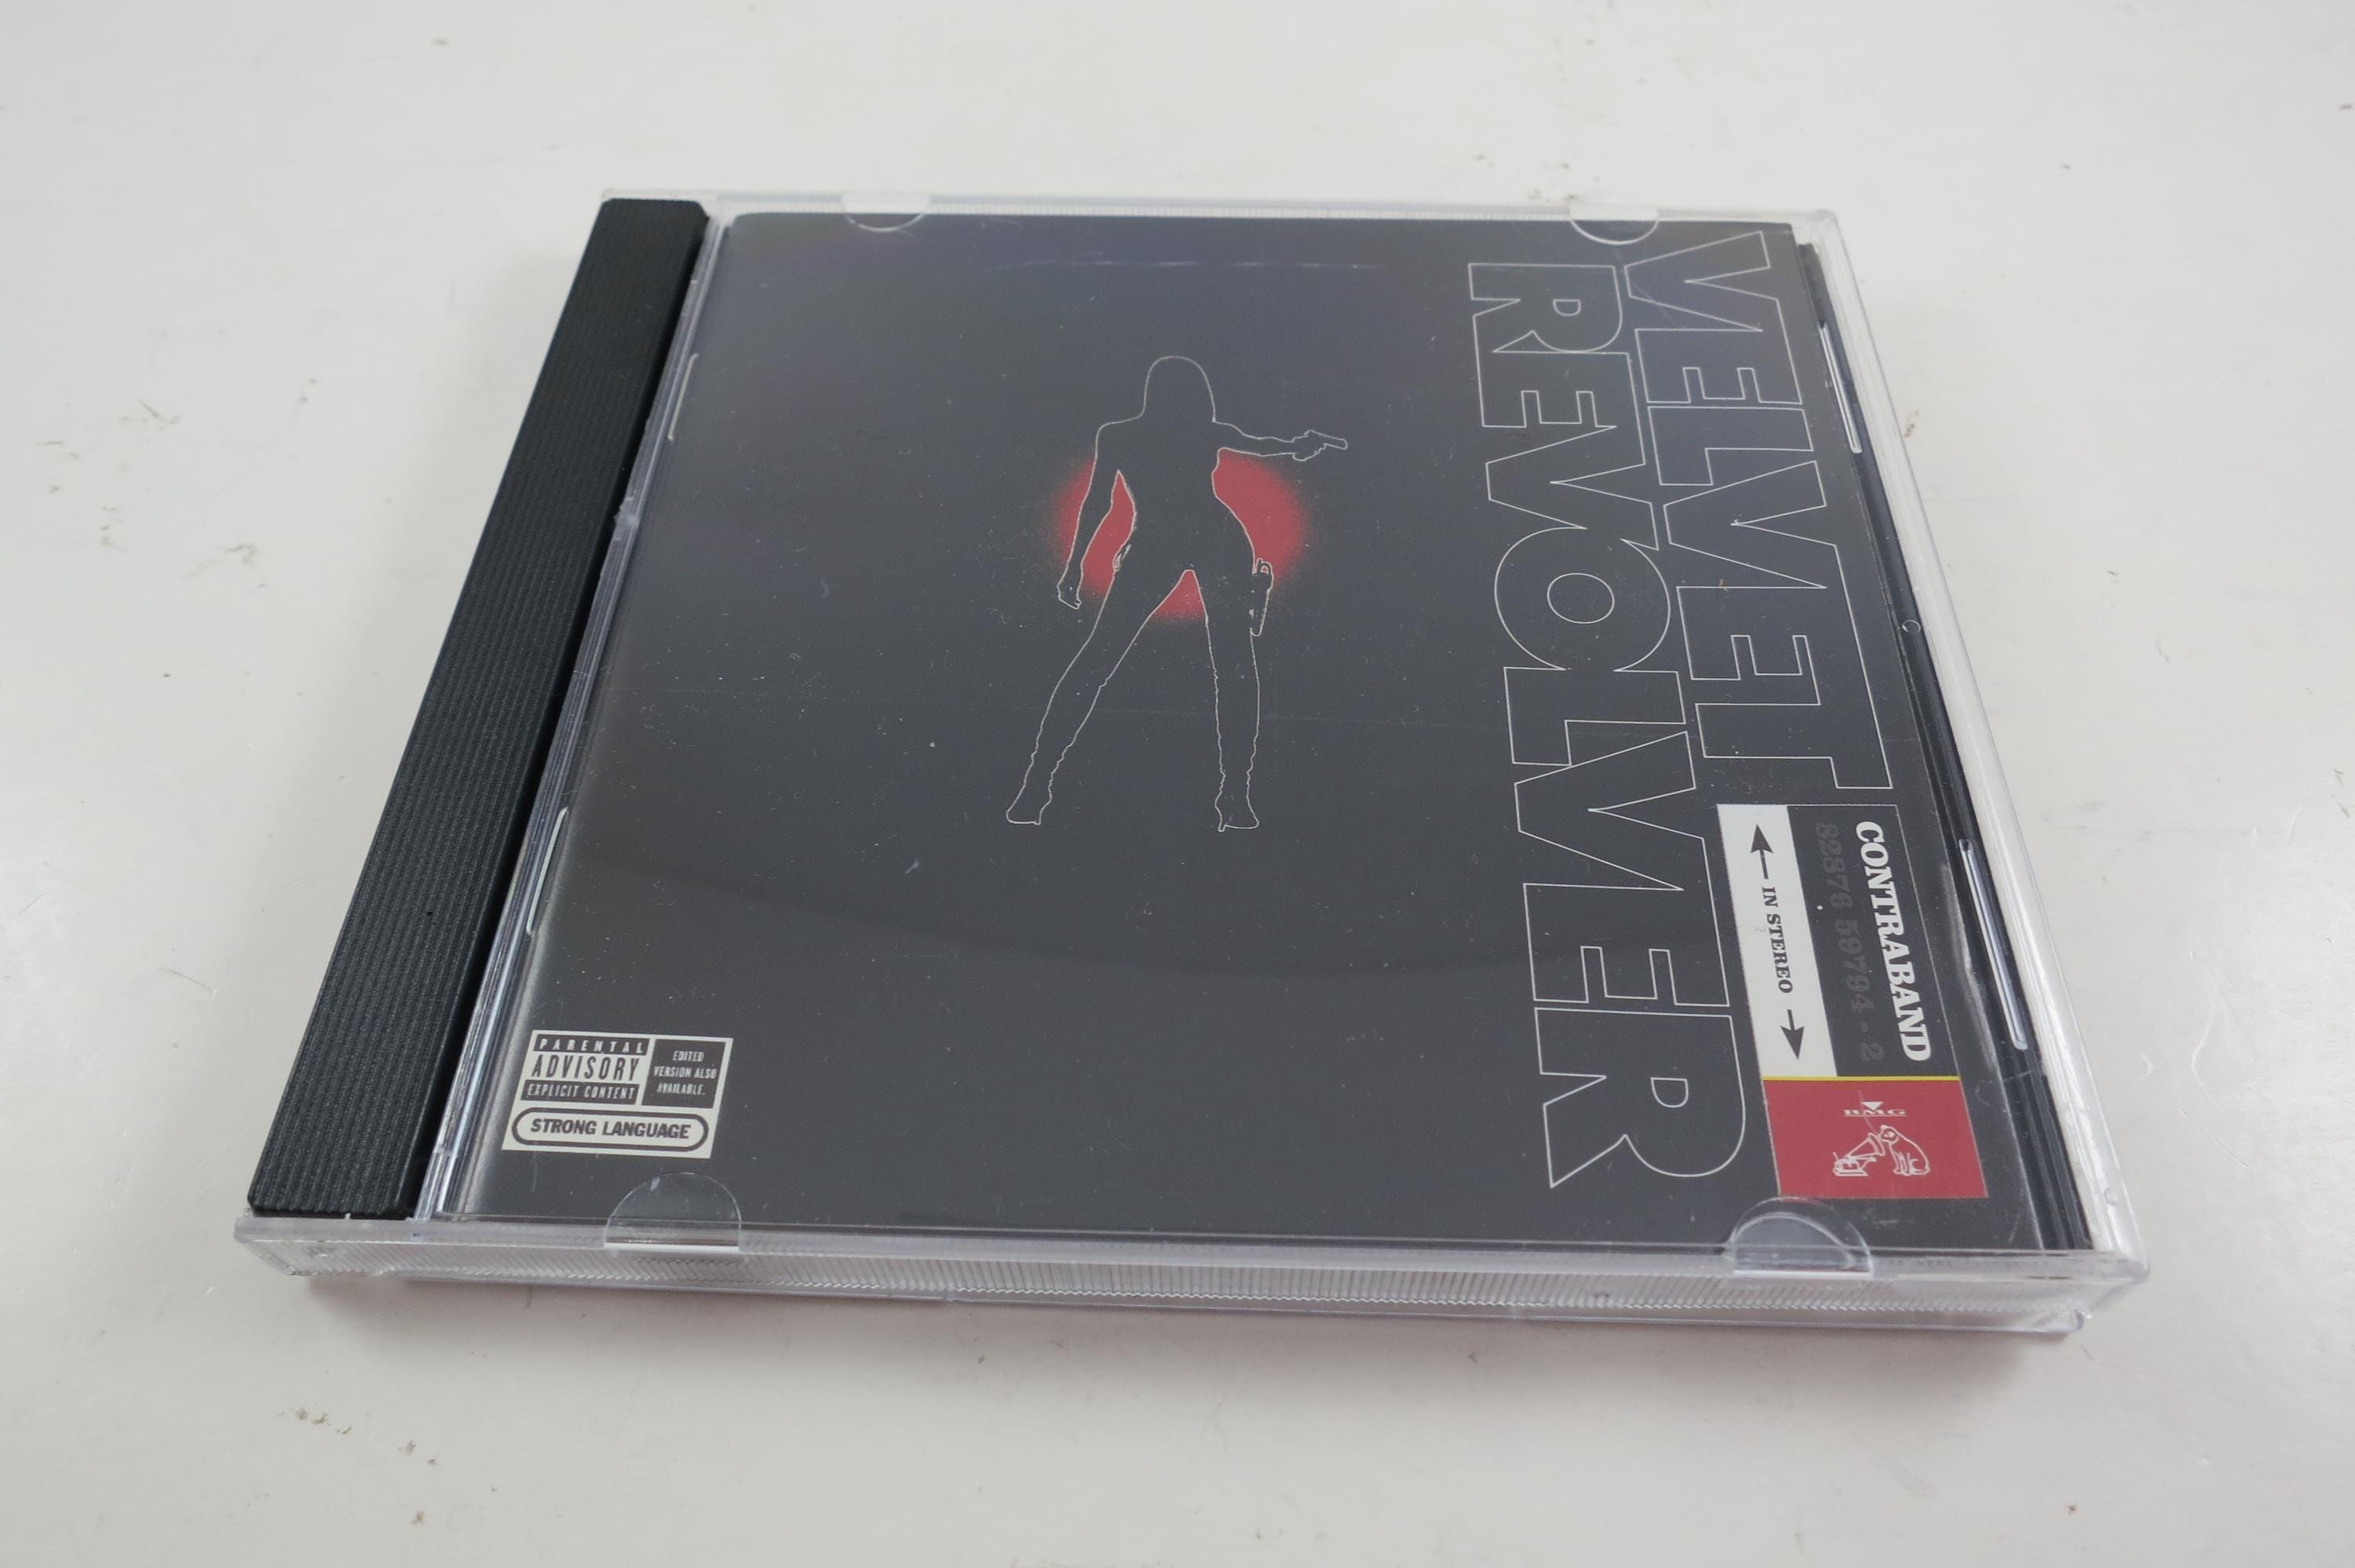 VELVET
REVOLVER
CONTRABAND
82876 59794-2
IN STEREO
BMG
PARENTAL
ADVISORY
EXPLICIT CONTENT
EDITED
VERSION ALSO
AVAILABLE.
STRONG LANGUAGE